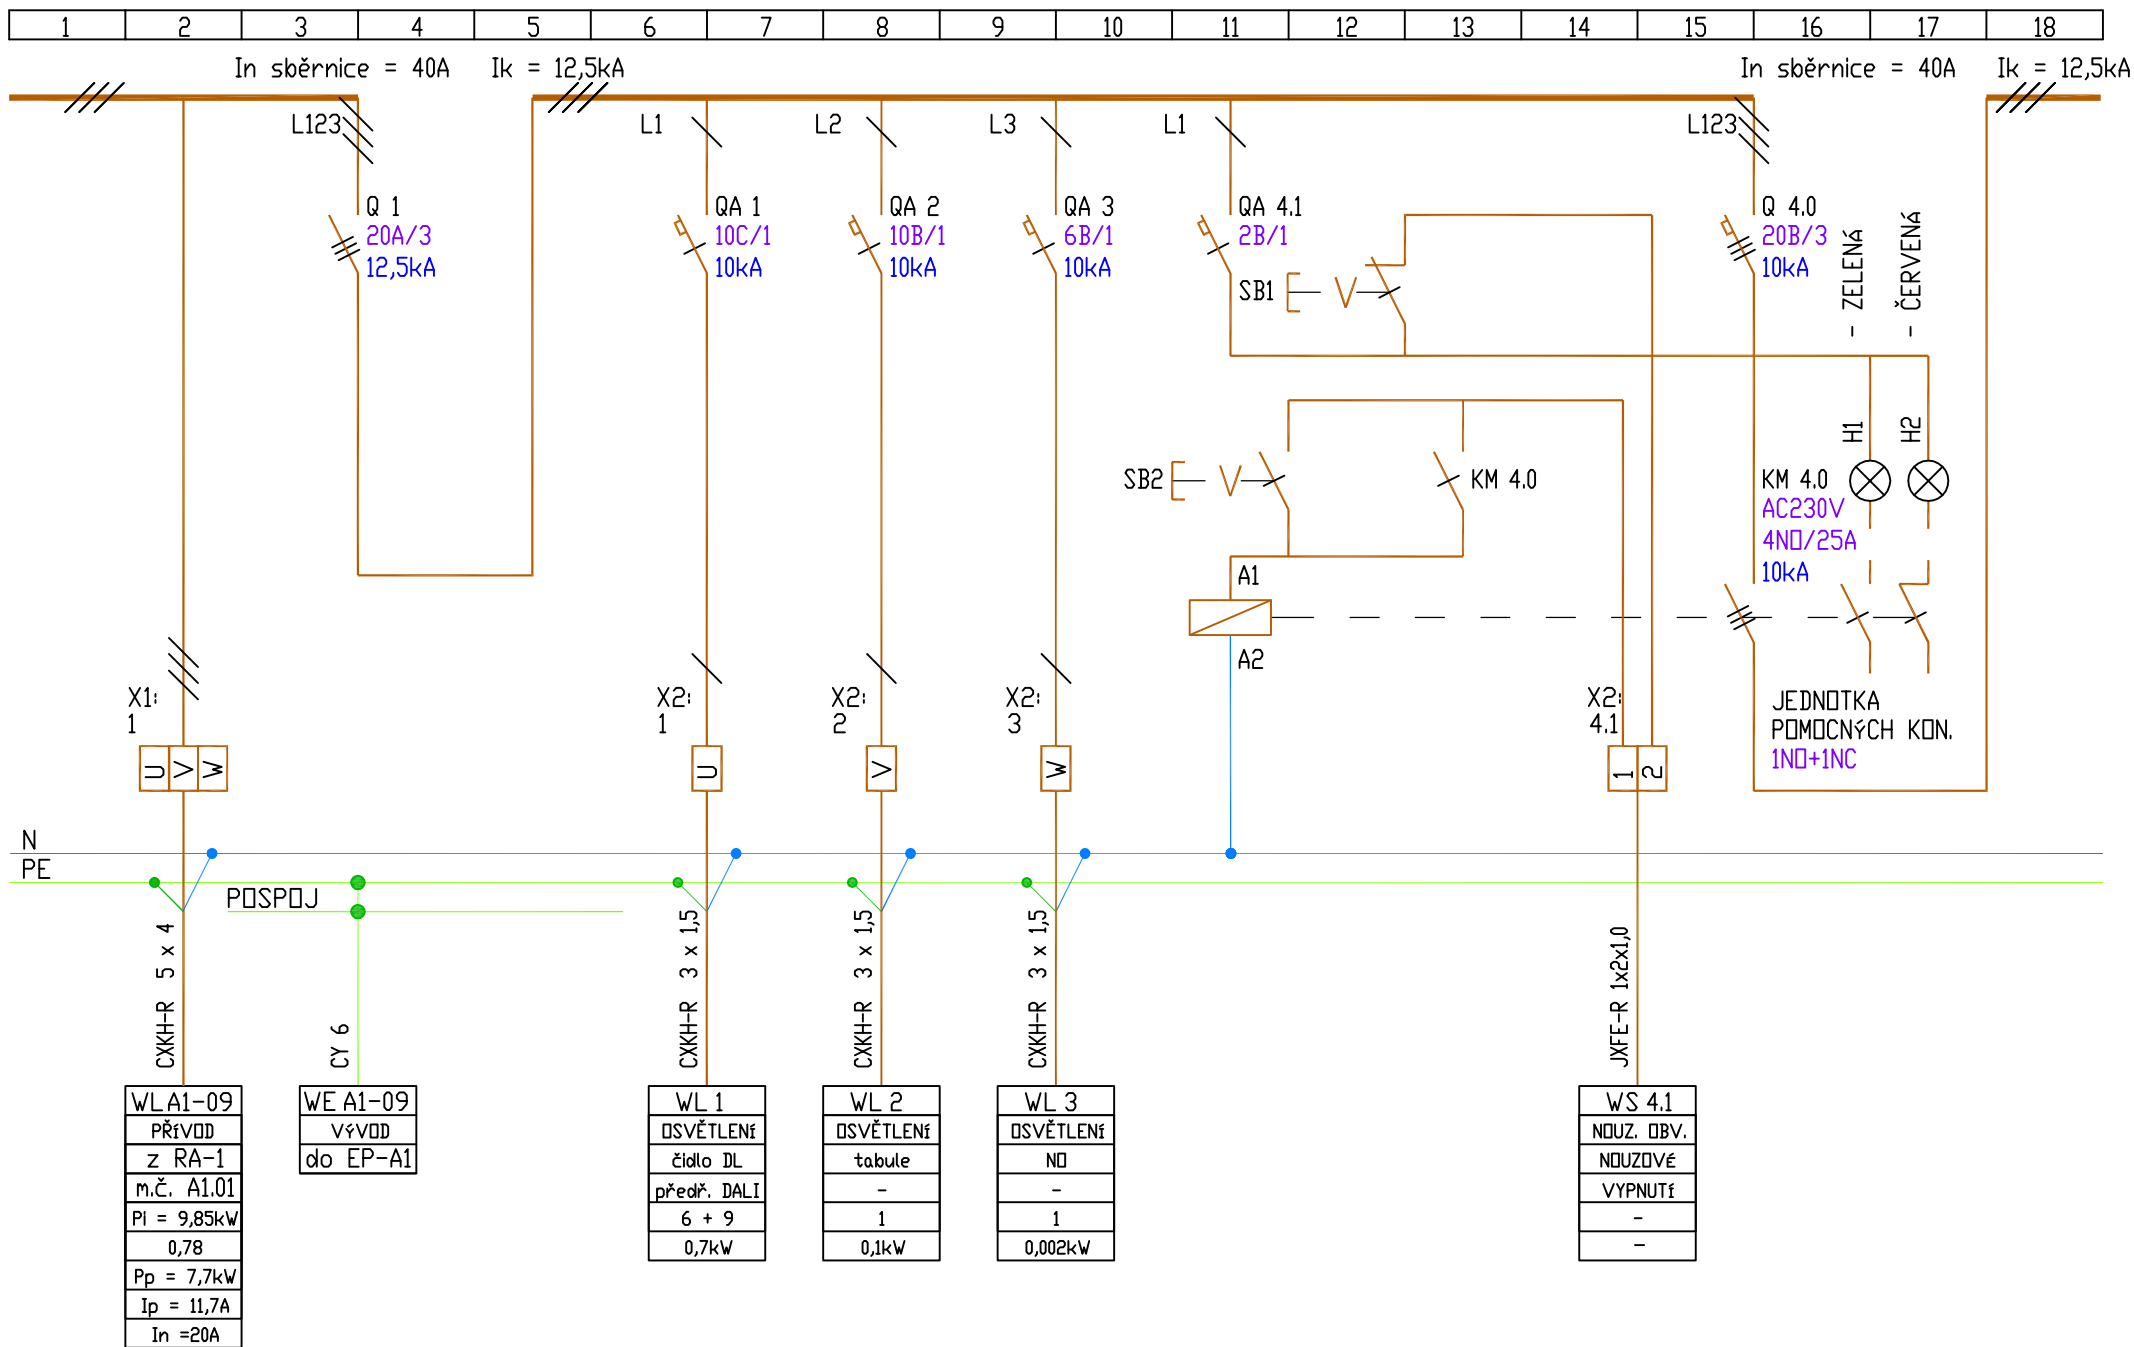 1 2 3 4 5 6 7 8 9 10 11 12 13 14 15 16 17 18
In sběrnice = 40A Ik = 12,5kA
In sběrnice = 40A Ik = 12,5kA
L123
L1
L2
L3
L1
L123
Q 1
20A/3
12,5kA
QA 1
10C/1
10kA
QA 2
10B/1
10kA
QA 3
6B/1
10kA
QA 4.1
2B/1
SB1
V
Q 4.0
20B/3
10kA
- ZELENÁ
- ČERVENÁ
H1
H2
SB2
V
KM 4.0
KM 4.0
AC230V
4NO/25A
10kA
A1
A2
JEDNOTKA
POMOCNÝCH KON.
1NO+1NC
X1:
1
U V W
X2:
1
U
X2:
2
V
X2:
3
W
X2:
4.1
1 2
N
PE
POSPOJ
CXKH-R 5 x 4
CY 6
CXKH-R 3 x 1,5
CXKH-R 3 x 1,5
CXKH-R 3 x 1,5
JXFE-R 1x2x1,0
WLA1-09
PŘÍVOD
z RA-1
m.č. A1.01
Pi = 9,85kW
0,78
Pp = 7,7kW
Ip = 11,7A
In =20A
WE A1-09
VÝVOD
do EP-A1
WL 1
OSVĚTLENÍ
čidlo DL
předř. DALI
6 + 9
0,7kW
WL 2
OSVĚTLENÍ
tabule
-
1
0,1kW
WL 3
OSVĚTLENÍ
NO
-
1
0,002kW
WS 4.1
NOUZ. OBV.
NOUZOVÉ
VYPNUTÍ
-
-